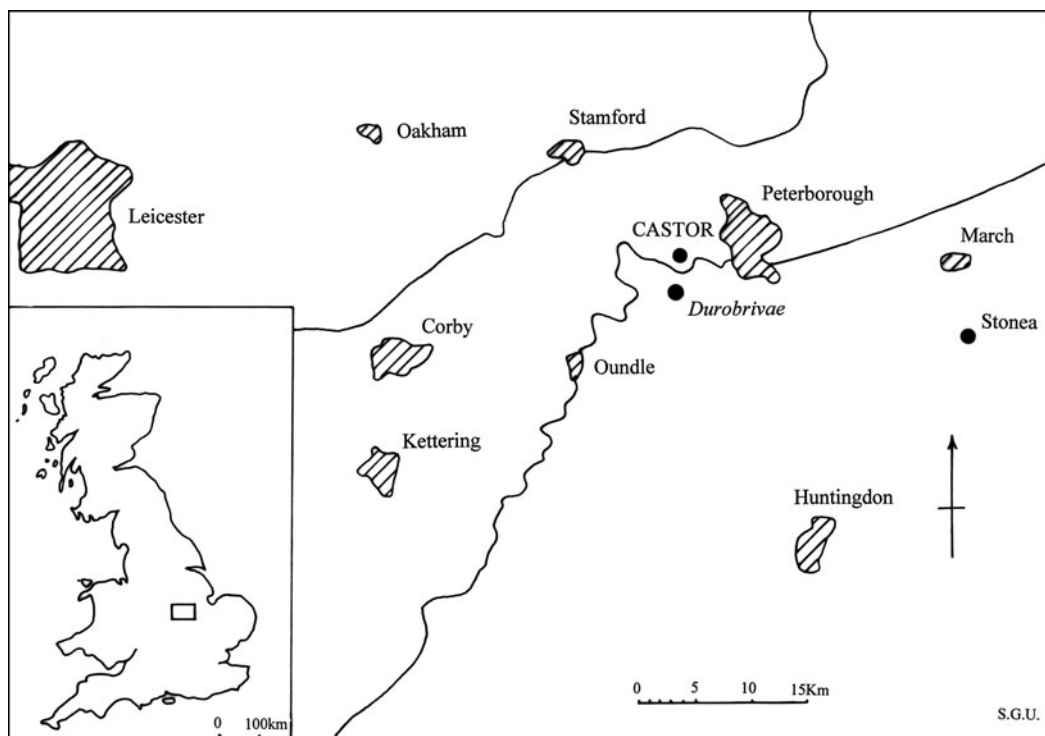 Stamford
Oakham
Peterborough
Leicester
CASTOR
March
Durobrivae
Stonea
Corby
Oundle
Kettering
Huntingdon
0 5 10 15Km
S.G.U.
0 100km